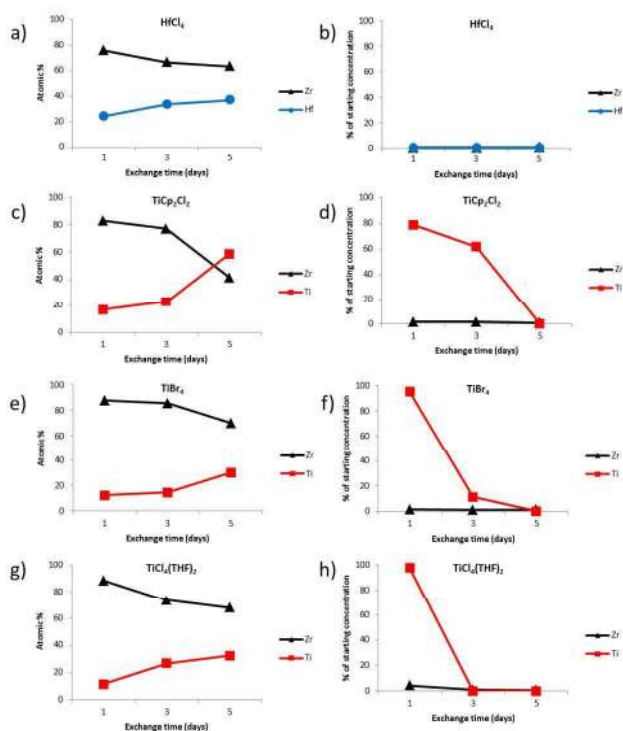 a)
HfCl4
Atomic %
100
80
60
40
20
0
1 3 5
Exchange time (days)
Zr
Hf
b)
HfCl4
% of starting concentration
100
80
60
40
20
0
1 3 5
Exchange time (days)
Zr
Hf
c)
TiCp2Cl2
Atomic %
100
80
60
40
20
0
1 3 5
Exchange time (days)
Zr
Ti
d)
TiCp2Cl2
% of starting concentration
100
80
60
40
20
0
1 3 5
Exchange time (days)
Zr
Ti
e)
TiBr4
Atomic %
100
80
60
40
20
0
1 3 5
Exchange time (days)
Zr
Ti
f)
TiBr4
% of starting concentration
100
80
60
40
20
0
1 3 5
Exchange time (days)
Zr
Ti
g)
TiCl4(THF)2
Atomic %
100
80
60
40
20
0
1 3 5
Exchange time (days)
Zr
Ti
h)
TiCl4(THF)2
% of starting concentration
100
80
60
40
20
0
1 3 5
Exchange time (days)
Zr
Ti